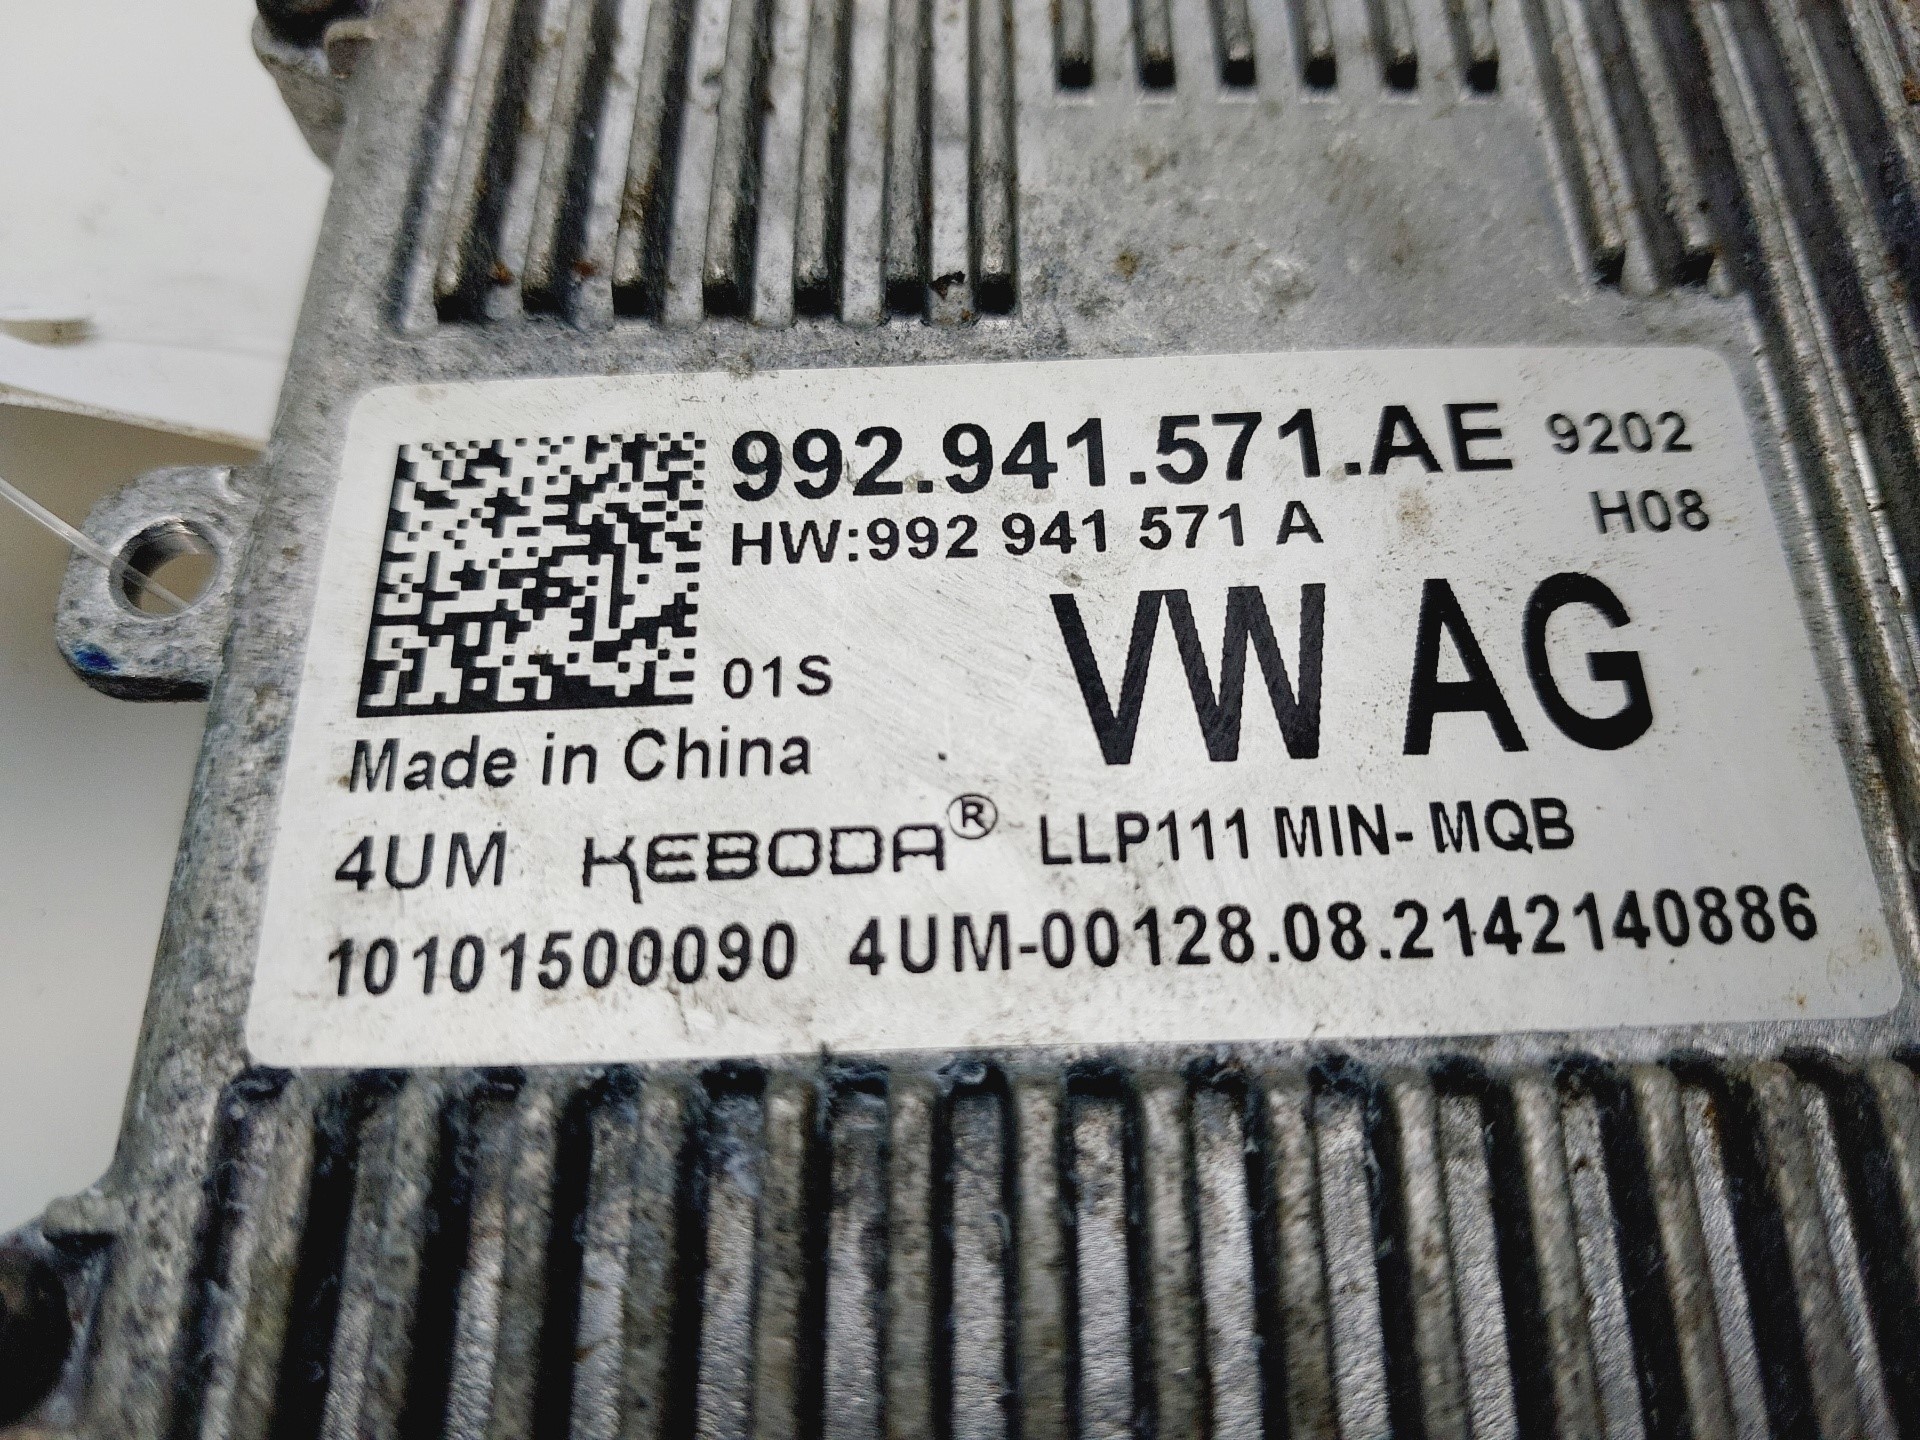 992.941.571.AE 9202
HW:992 941 571 A H08
VW AG
01S
Made in China
4UM KEBODA® LLP111 MIN- MQB
10101500090 4UM-00128.08.2142140886